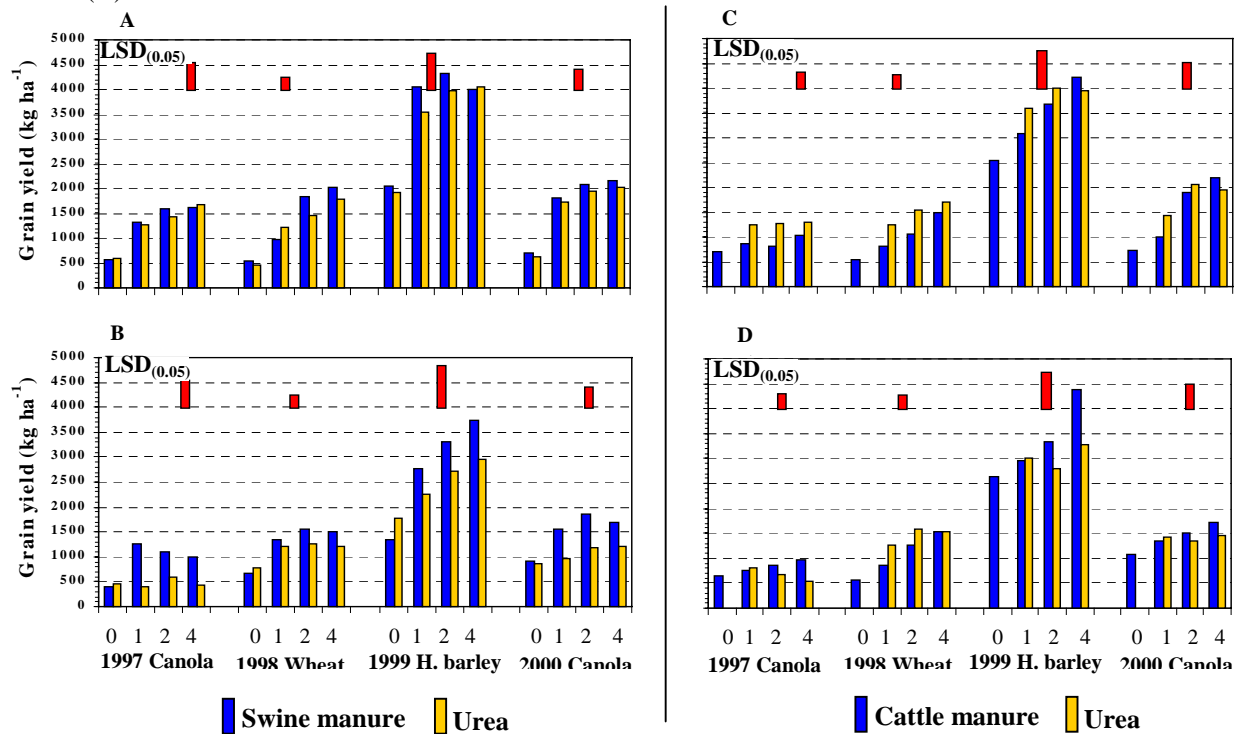 A
LSD(0.05)
Grain yield (kg ha-1)
5000
4500
4000
3500
3000
2500
2000
1500
1000
500
0
B
LSD(0.05)
Grain yield (kg ha-1)
5000
4500
4000
3500
3000
2500
2000
1500
1000
500
0
0 1 2 4 0 1 2 4 0 1 2 4 0 1 2 4
1997 Canola 1998 Wheat 1999 H. barley 2000 Canola
Swine manure Urea
C
LSD(0.05)
D
LSD(0.05)
0 1 2 4 0 1 2 4 0 1 2 4 0 1 2 4
1997 Canola 1998 Wheat 1999 H. barley 2000 Canola
Cattle manure Urea